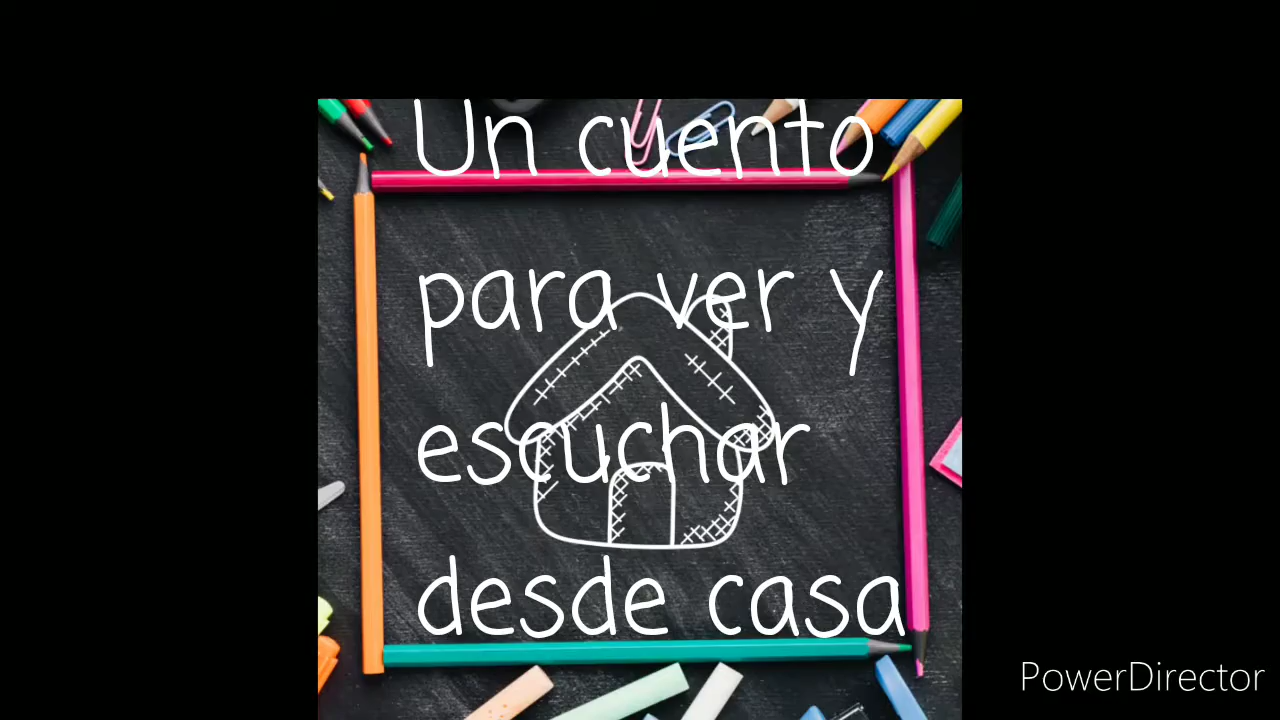 Un cuento
para ver y
escuchar
desde casa
PowerDirector